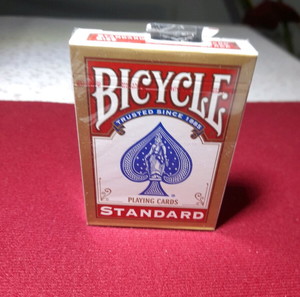 BICYCLE
TRUSTED SINCE 1885
®
PLAYING CARDS
STANDARD